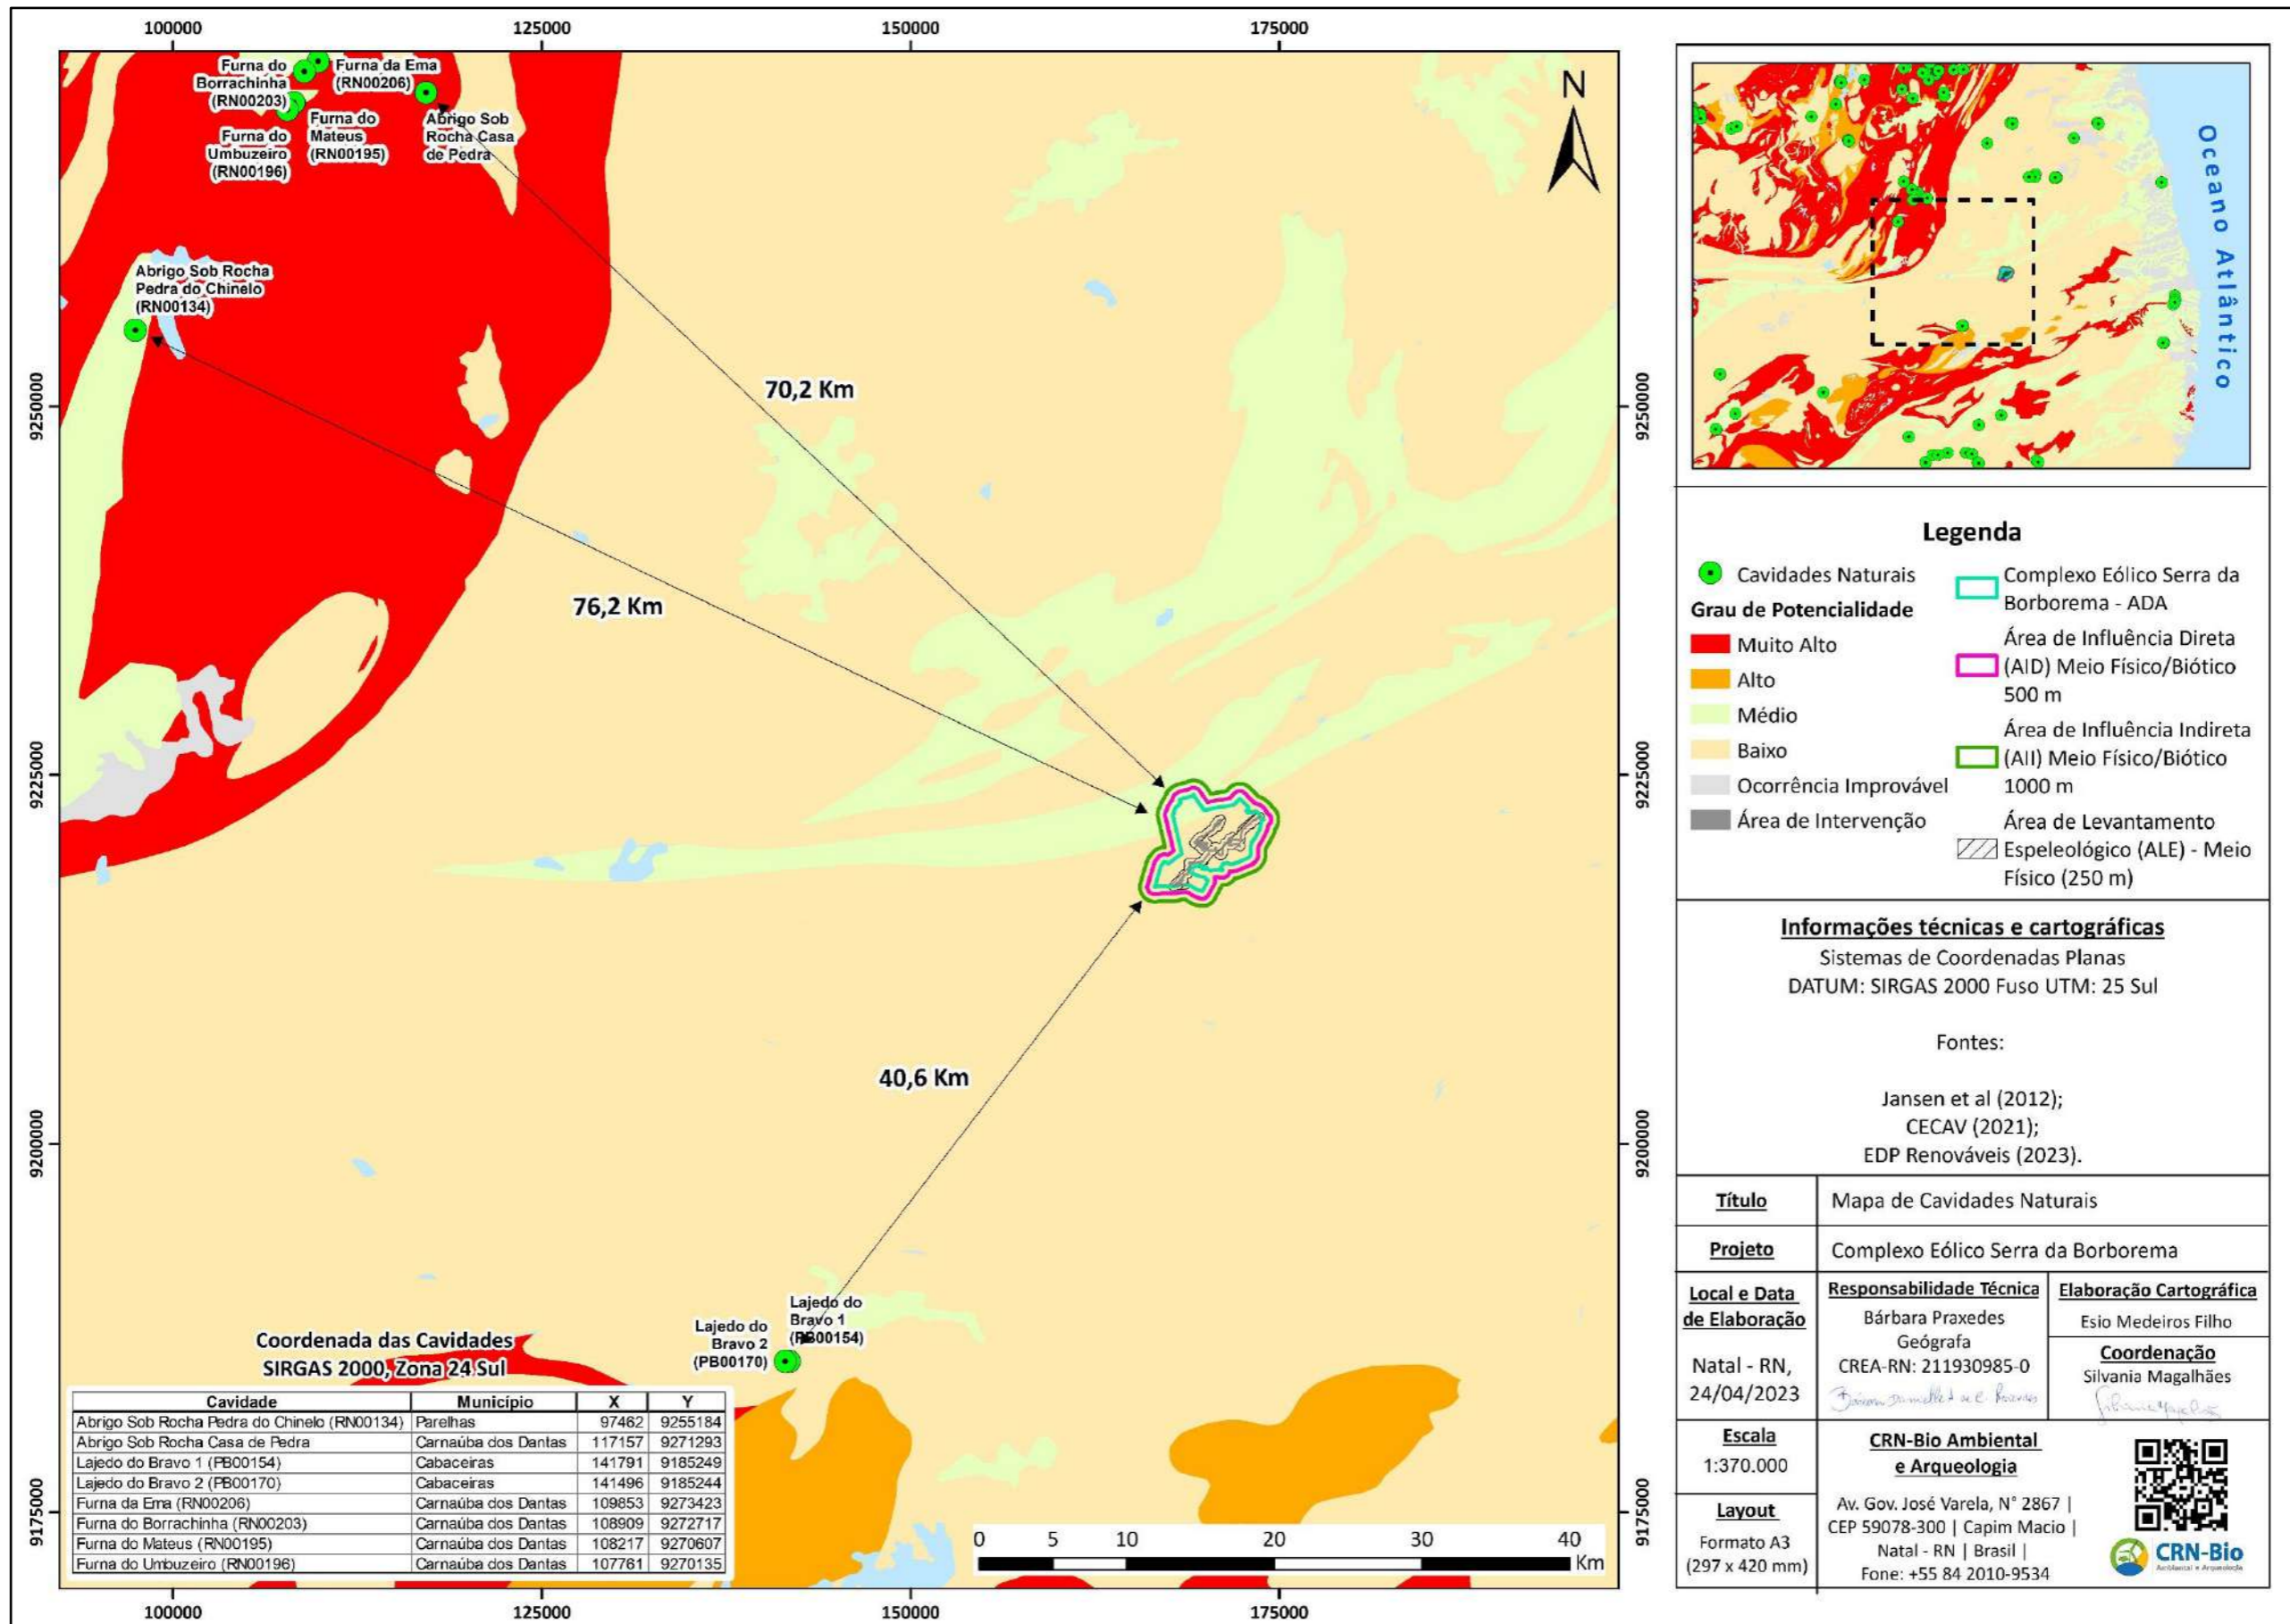 100000
125000
150000
175000
Furna do
Borrachinha
(RN00203)
Furna da Ema
(RN00206)
Furna do
Umbuzeiro
(RN00196)
Furna do
Mateus
(RN00195)
Abrigo Sob
Rocha Casa
de Pedra
N
Abrigo Sob Rocha
Pedra do Chinelo
(RN00134)
9250000
9250000
70,2 Km
76,2 Km
9225000
9225000
40,6 Km
9200000
9200000
Lajedo do
Bravo 2
(PB00170)
Lajedo do
Bravo 1
(PB00154)
Coordenada das Cavidades
SIRGAS 2000, Zona 24 Sul
Cavidade Município X Y
Abrigo Sob Rocha Pedra do Chinelo (RN00134) Parelhas 97462 9255184
Abrigo Sob Rocha Casa de Pedra Carnaúba dos Dantas 117157 9271293
Lajedo do Bravo 1 (PB00154) Cabaceiras 141791 9185249
Lajedo do Bravo 2 (PB00170) Cabaceiras 141496 9185244
Furna da Ema (RN00206) Carnaúba dos Dantas 109853 9273423
Furna do Borrachinha (RN00203) Carnaúba dos Dantas 108909 9272717
Furna do Mateus (RN00195) Carnaúba dos Dantas 108217 9270607
Furna do Umbuzeiro (RN00196) Carnaúba dos Dantas 107761 9270135
9175000
9175000
0 5 10 20 30 40
Km
100000
125000
150000
175000
Oceano Atlântico
Legenda
Cavidades Naturais
Grau de Potencialidade
Muito Alto
Alto
Médio
Baixo
Ocorrência Improvável
Área de Intervenção
Complexo Eólico Serra da
Borborema - ADA
Área de Influência Direta
(AID) Meio Físico/Biótico
500 m
Área de Influência Indireta
(AII) Meio Físico/Biótico
1000 m
Área de Levantamento
Espeleológico (ALE) - Meio
Físico (250 m)
Informações técnicas e cartográficas
Sistemas de Coordenadas Planas
DATUM: SIRGAS 2000 Fuso UTM: 25 Sul
Fontes:
Jansen et al (2012);
CECAV (2021);
EDP Renováveis (2023).
Título
Mapa de Cavidades Naturais
Projeto
Complexo Eólico Serra da Borborema
Local e Data
de Elaboração
Natal - RN,
24/04/2023
Responsabilidade Técnica
Bárbara Praxedes
Geógrafa
CREA-RN: 211930985-0
Elaboração Cartográfica
Esio Medeiros Filho
Coordenação
Silvania Magalhães
Escala
1:370.000
Layout
Formato A3
(297 x 420 mm)
CRN-Bio Ambiental
e Arqueologia
Av. Gov. José Varela, N° 2867 |
CEP 59078-300 | Capim Macio |
Natal - RN | Brasil |
Fone: +55 84 2010-9534
CRN-Bio
Ambiental e Arqueologia